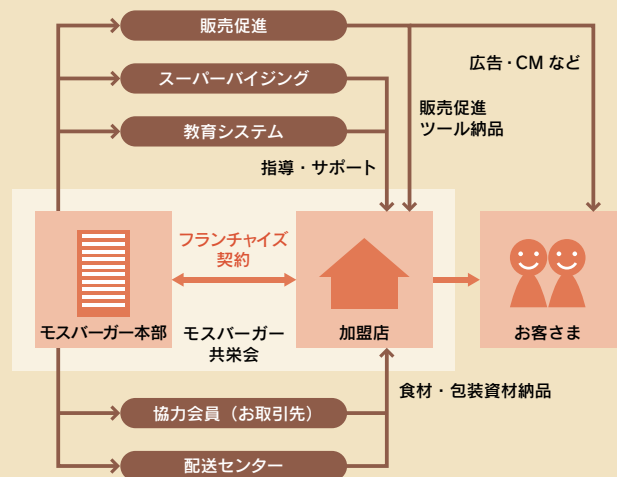 販売促進
広告・CM など
スーパーバイジング
販売促進
ツール納品
教育システム
指導・サポート
フランチャイズ
契約
モスバーガー本部
モスバーガー
共栄会
加盟店
お客さま
食材・包装資材納品
協力会員（お取引先）
配送センター